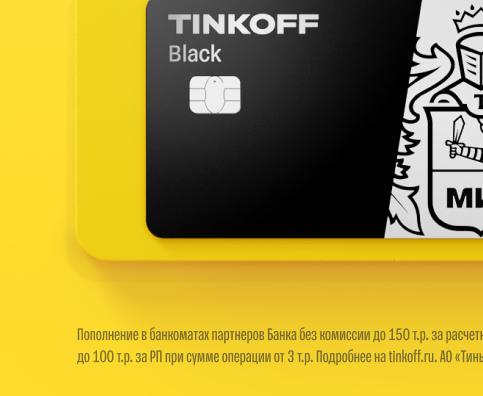 TINKOFF
Black
МИ
Пополнение в банкоматах партнеров Банка без комиссии до 150 т.р. за расчетн
до 100 т.р. за РП при сумме операции от 3 т.р. Подробнее на tinkoff.ru. АО «Тинь